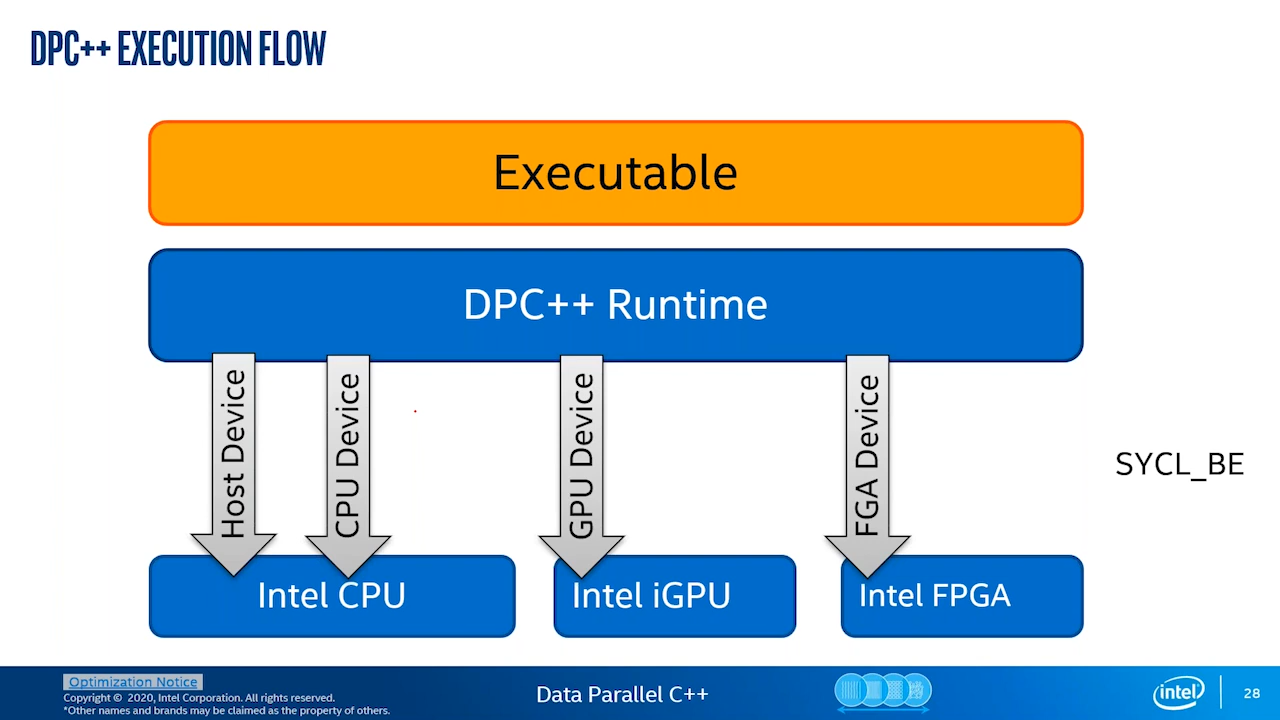 DPC++ EXECUTION FLOW
Executable
DPC++ Runtime
Host Device
CPU Device
GPU Device
FGA Device
SYCL_BE
Intel CPU
Intel iGPU
Intel FPGA
Optimization Notice
Copyright © 2020, Intel Corporation. All rights reserved.
*Other names and brands may be claimed as the property of others.
Data Parallel C++
intel
28